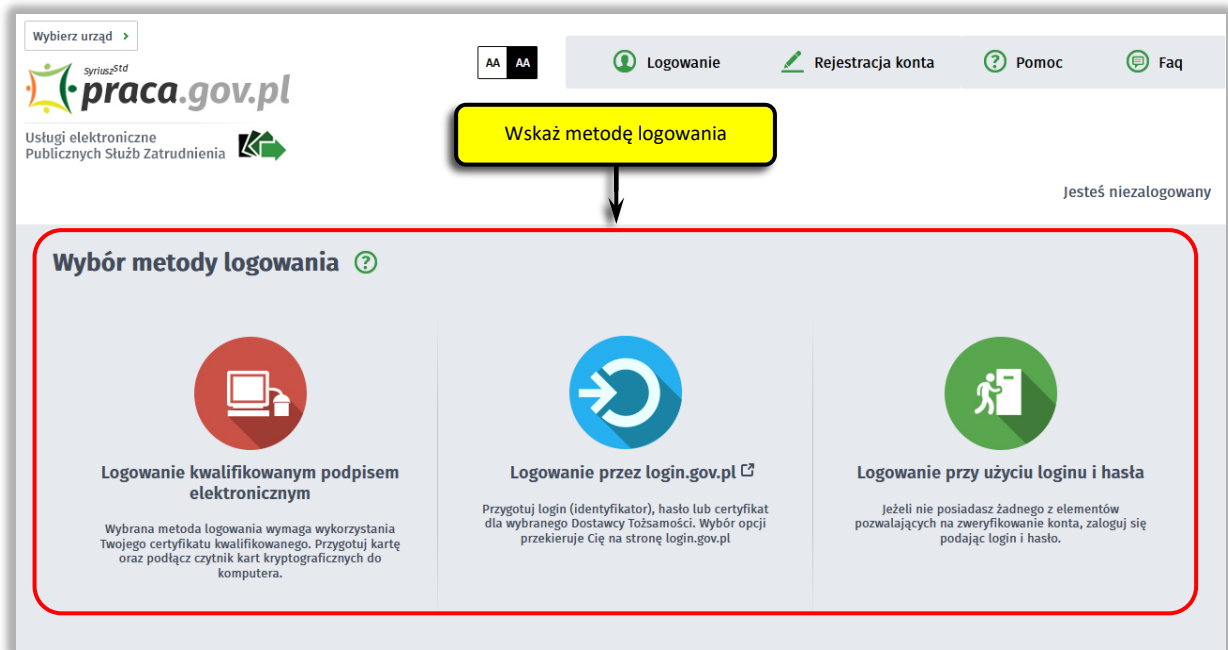 Wybierz urząd >
AA AA
Logowanie
Rejestracja konta
Pomoc
Faq
SyriuszStd
praca.gov.pl
Usługi elektroniczne
Publicznych Służb Zatrudnienia
Wskaż metodę logowania
Jesteś niezalogowany
Wybór metody logowania ?
Logowanie kwalifikowanym podpisem
elektronicznym
Wybrana metoda logowania wymaga wykorzystania
Twojego certyfikatu kwalifikowanego. Przygotuj kartę
oraz podłącz czytnik kart kryptograficznych do
komputera.
Logowanie przez login.gov.pl
Przygotuj login (identyfikator), hasło lub certyfikat
dla wybranego Dostawcy Tożsamości. Wybór opcji
przekieruje Cię na stronę login.gov.pl
Logowanie przy użyciu loginu i hasła
Jeżeli nie posiadasz żadnego z elementów
pozwalających na zweryfikowanie konta, zaloguj się
podając login i hasło.